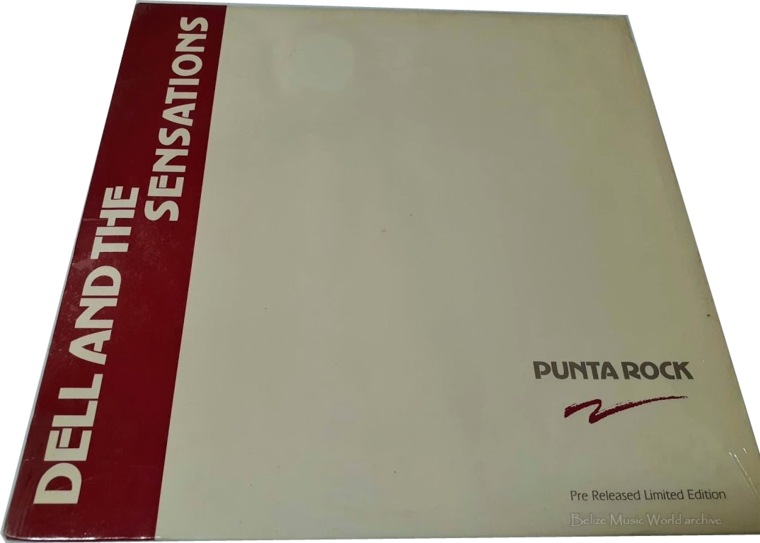 DELL AND THE
SENSATIONS
PUNTA ROCK
Pre Released Limited Edition
Belize Music World archive